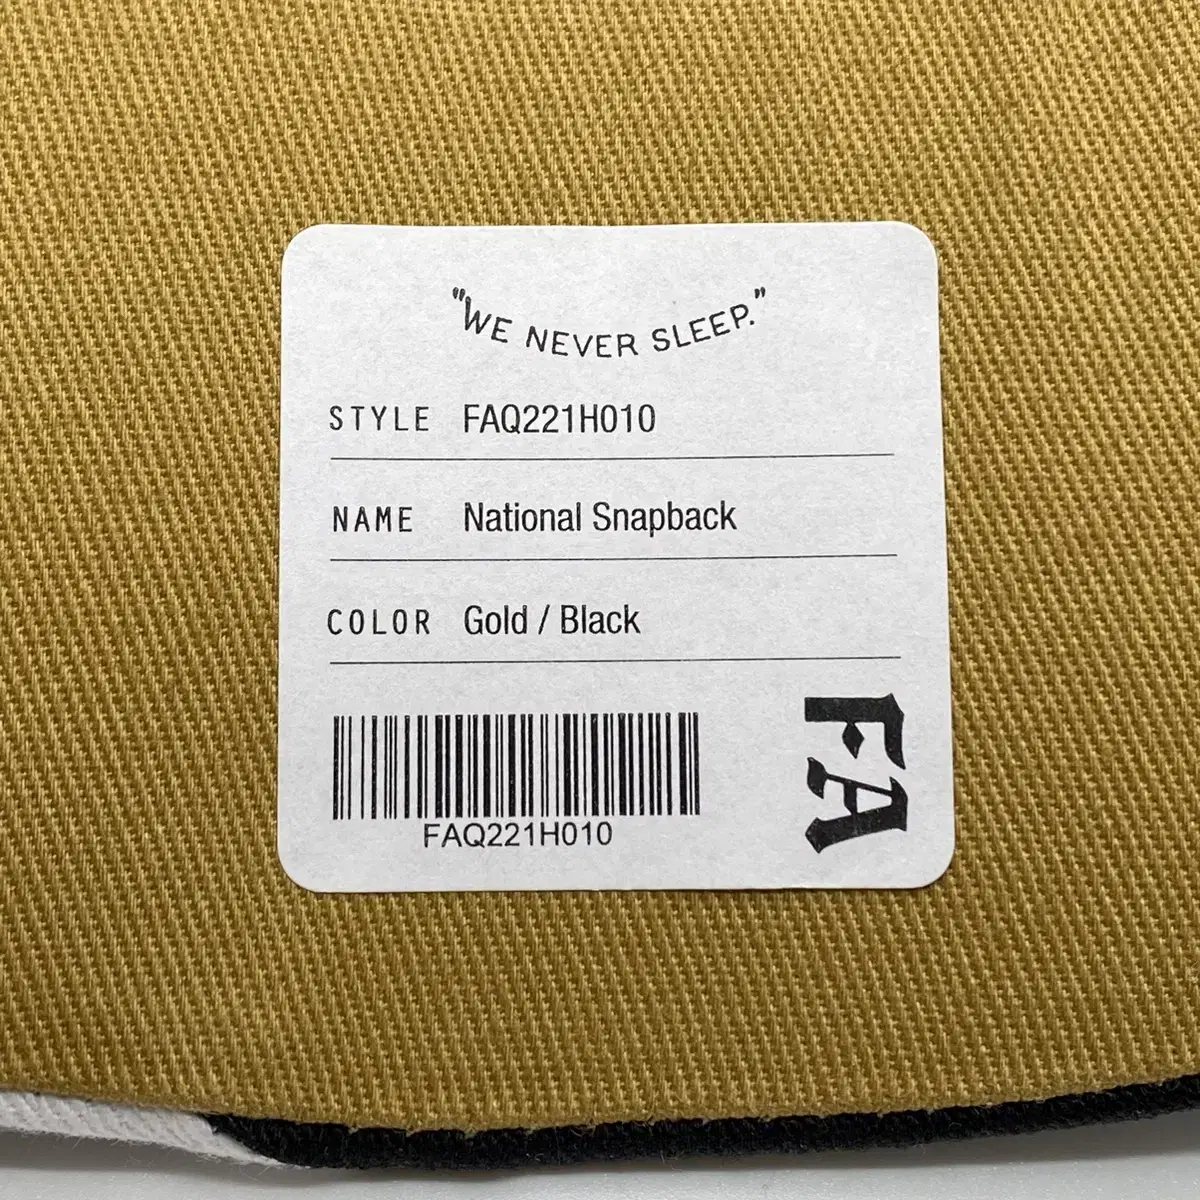 "WE NEVER SLEEP."
STYLE FAQ221H010
NAME National Snapback
COLOR Gold / Black
FAQ221H010
FA